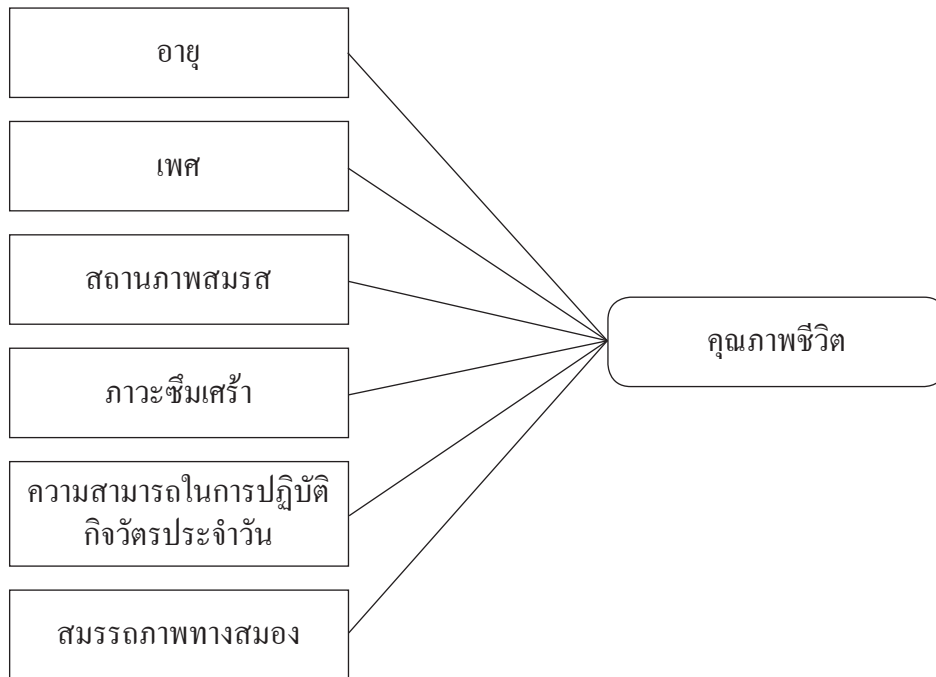 อายุ
เพศ
สถานภาพสมรส
ภาวะซึมเศร้า
ความสามารถในการปฏิบัติ
กิจวัตรประจำวัน
สมรรถภาพทางสมอง
คุณภาพชีวิต